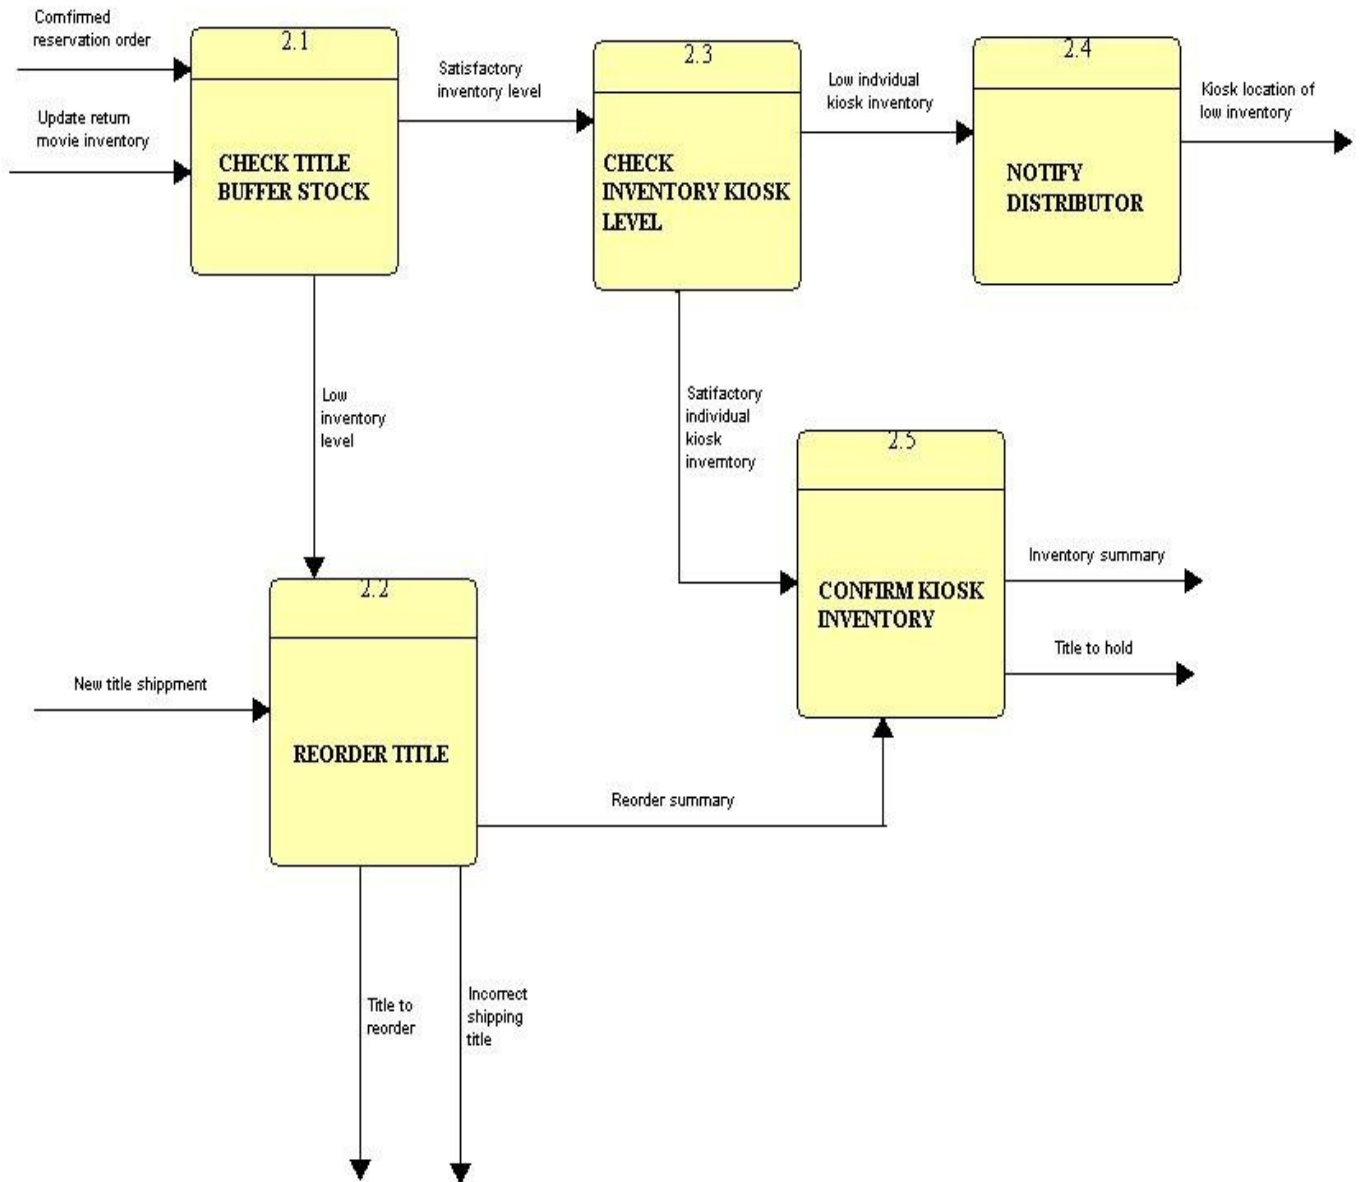 Comfirmed
reservation order
Update return
movie inventory
2.1
CHECK TITLE
BUFFER STOCK
Satisfactory
inventory level
2.3
CHECK
INVENTORY KIOSK
LEVEL
Low indvidual
kiosk inventory
2.4
NOTIFY
DISTRIBUTOR
Kiosk location of
low inventory
Low
inventory
level
Satifactory
individual
kiosk
inverntory
2.5
CONFIRM KIOSK
INVENTORY
Inventory summary
Title to hold
2.2
REORDER TITLE
New title shippment
Reorder summary
Title to
reorder
Incorrect
shipping
title